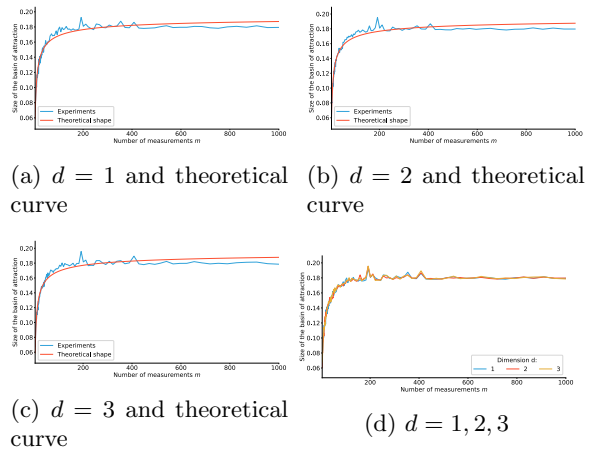 0.20
0.18
0.16
0.14
0.12
0.10
0.08
0.06
Size of the basin of attraction
Experiments
Theoretical shape
200 400 600 800 1000
Number of measurements m
(a) d = 1 and theoretical
curve
0.20
0.18
0.16
0.14
0.12
0.10
0.08
0.06
Size of the basin of attraction
Experiments
Theoretical shape
200 400 600 800 1000
Number of measurements m
(b) d = 2 and theoretical
curve
0.20
0.18
0.16
0.14
0.12
0.10
0.08
0.06
Size of the basin of attraction
Experiments
Theoretical shape
200 400 600 800 1000
Number of measurements m
(c) d = 3 and theoretical
curve
0.20
0.18
0.16
0.14
0.12
0.10
0.08
0.06
Size of the basin of attraction
Dimension d:
1 2 3
200 400 600 800 1000
Number of measurements m
(d) d = 1, 2, 3